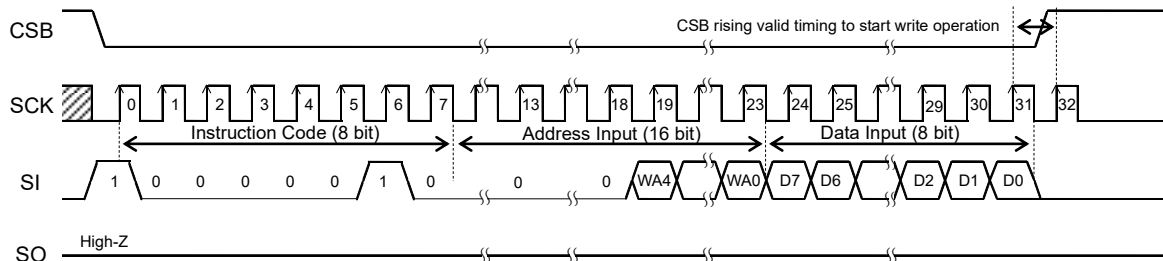 CSB
CSB rising valid timing to start write operation
SCK
0 1 2 3 4 5 6 7 13 18 19 23 24 25 29 30 31 32
Instruction Code (8 bit) Address Input (16 bit) Data Input (8 bit)
SI
1 0 0 0 0 0 1 0 0 0 WA4 WA0 D7 D6 D2 D1 D0
High-Z
SO